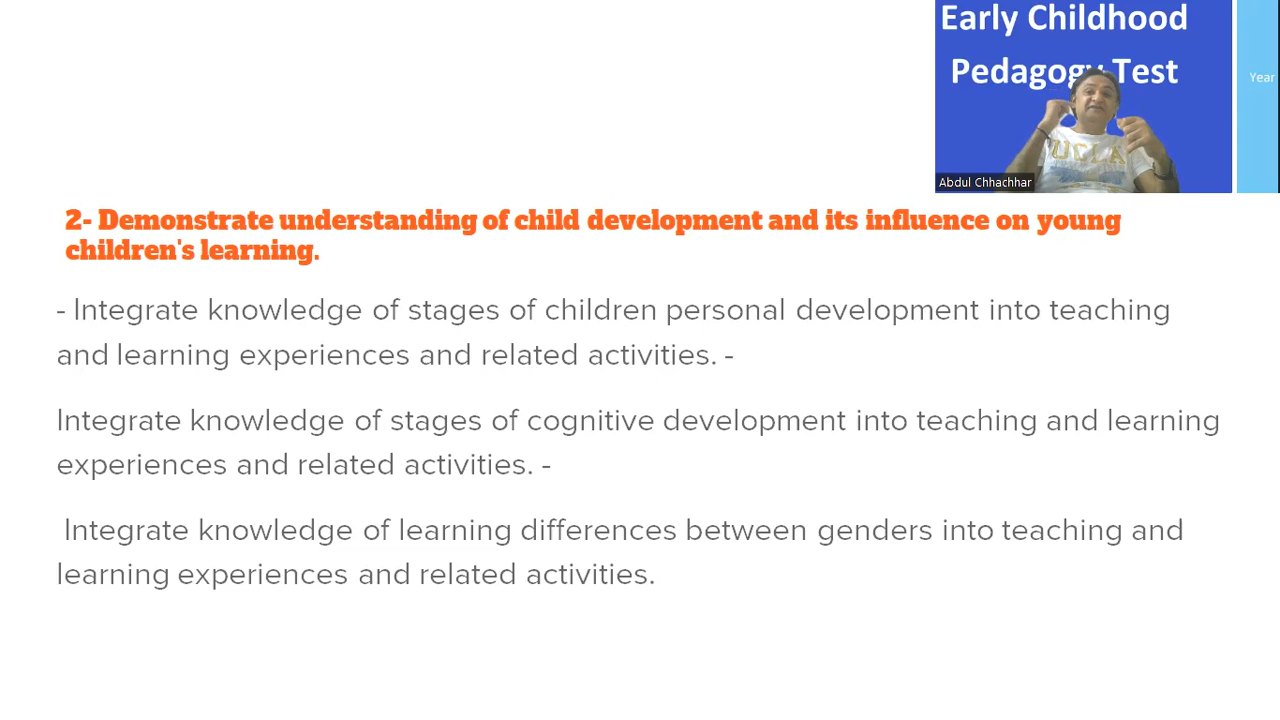 Early Childhood
Pedagogy Test
Year
UCLA
Abdul Chhachhar
2- Demonstrate understanding of child development and its influence on young
children's learning.
- Integrate knowledge of stages of children personal development into teaching
and learning experiences and related activities. -
Integrate knowledge of stages of cognitive development into teaching and learning
experiences and related activities. -
Integrate knowledge of learning differences between genders into teaching and
learning experiences and related activities.